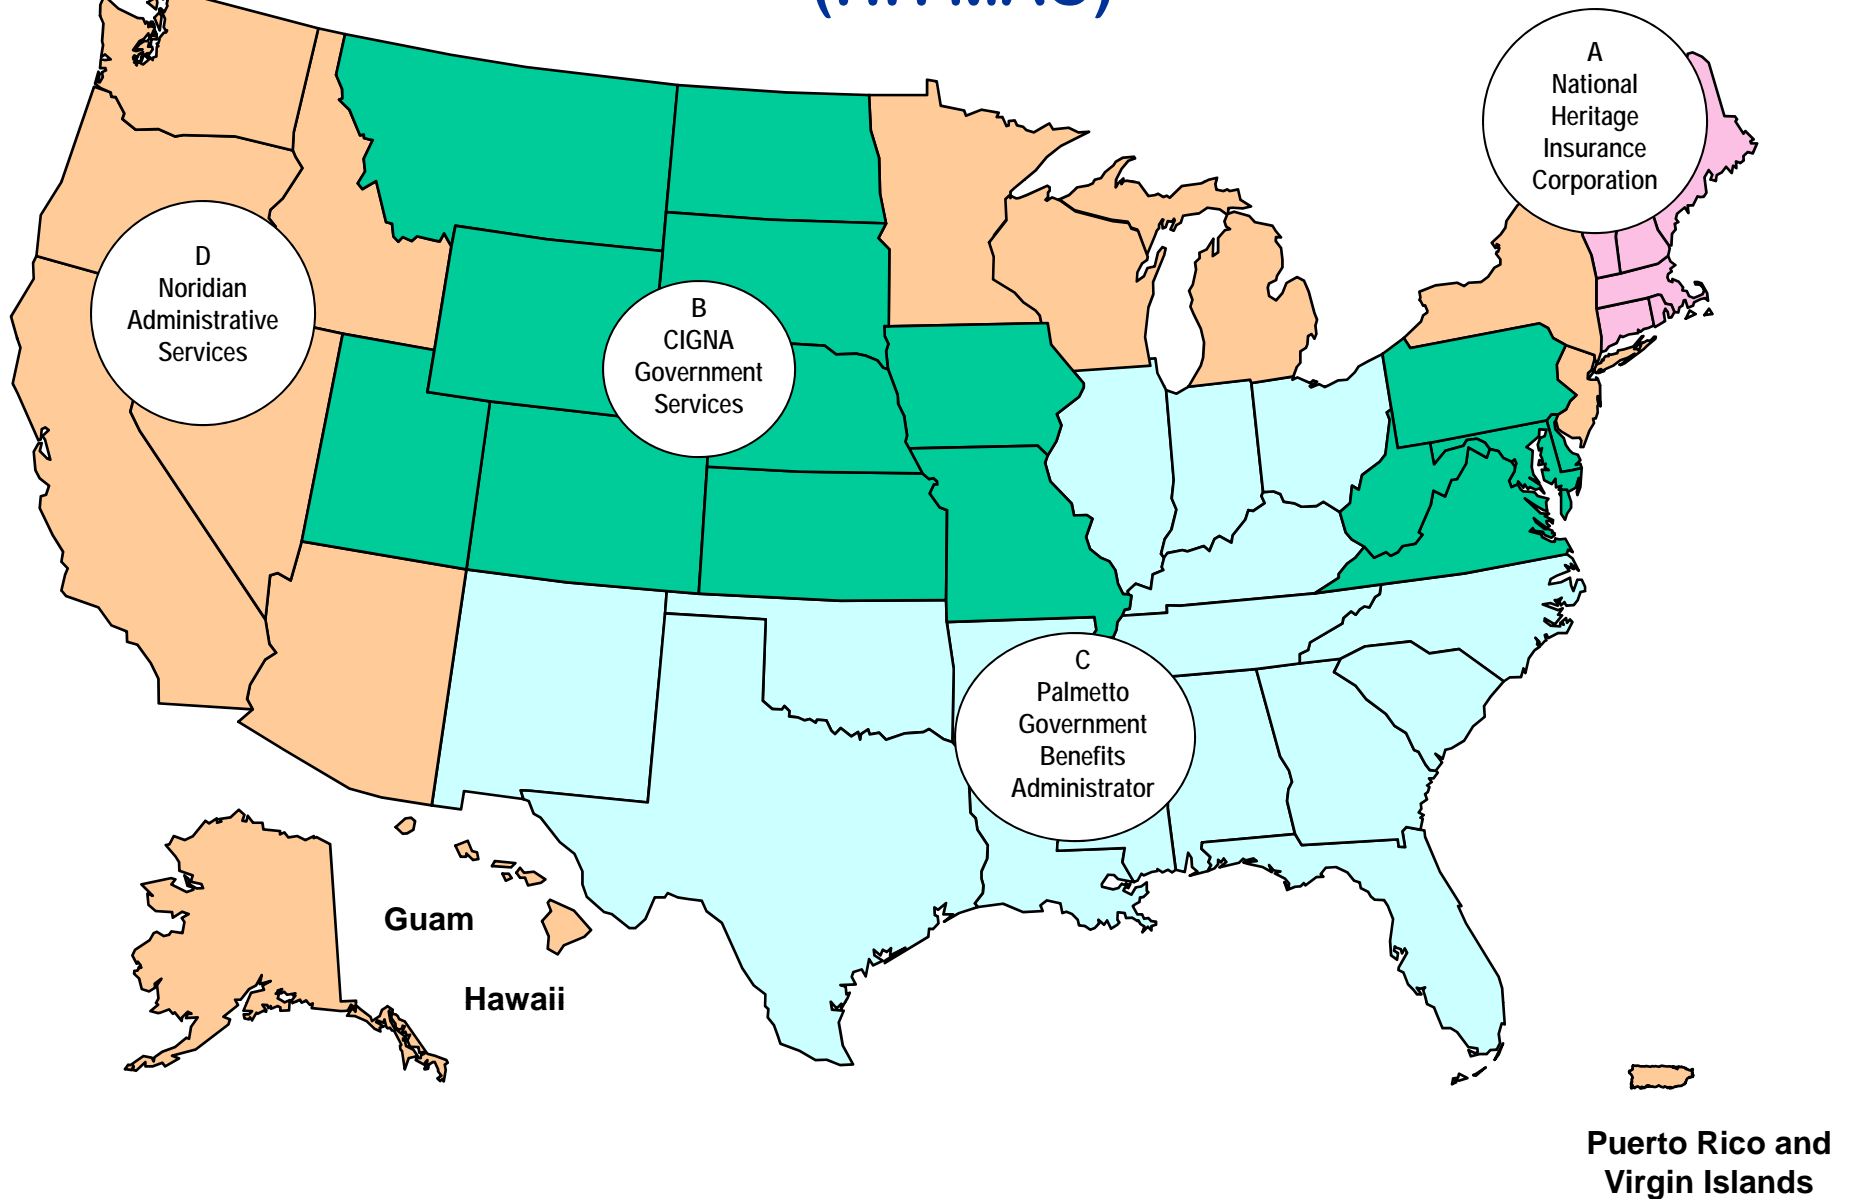 A
National
Heritage
Insurance
Corporation
D
Noridian
Administrative
Services
B
CIGNA
Government
Services
C
Palmetto
Government
Benefits
Administrator
Guam
Hawaii
Puerto Rico and
Virgin Islands